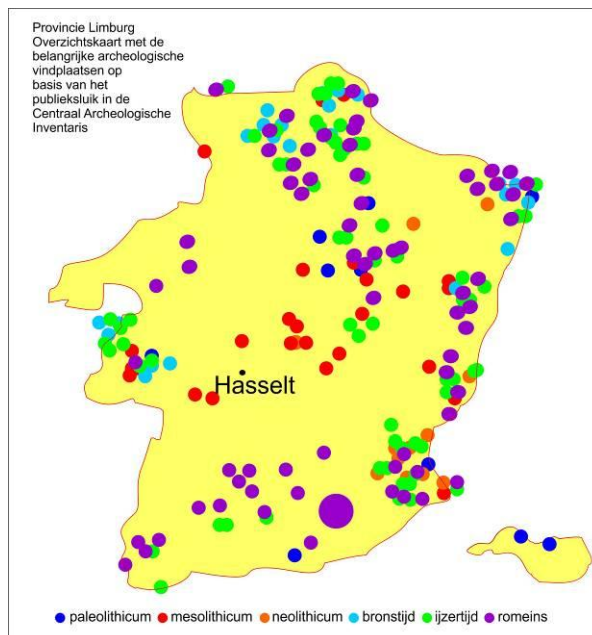 Provincie Limburg
Overzichtskaart met de
belangrijke archeologische
vindplaatsen op
basis van het
publieksluik in de
Centraal Archeologische
Inventaris
Hasselt
paleolithicum mesolithicum neolithicum bronstijd ijzertijd romeins